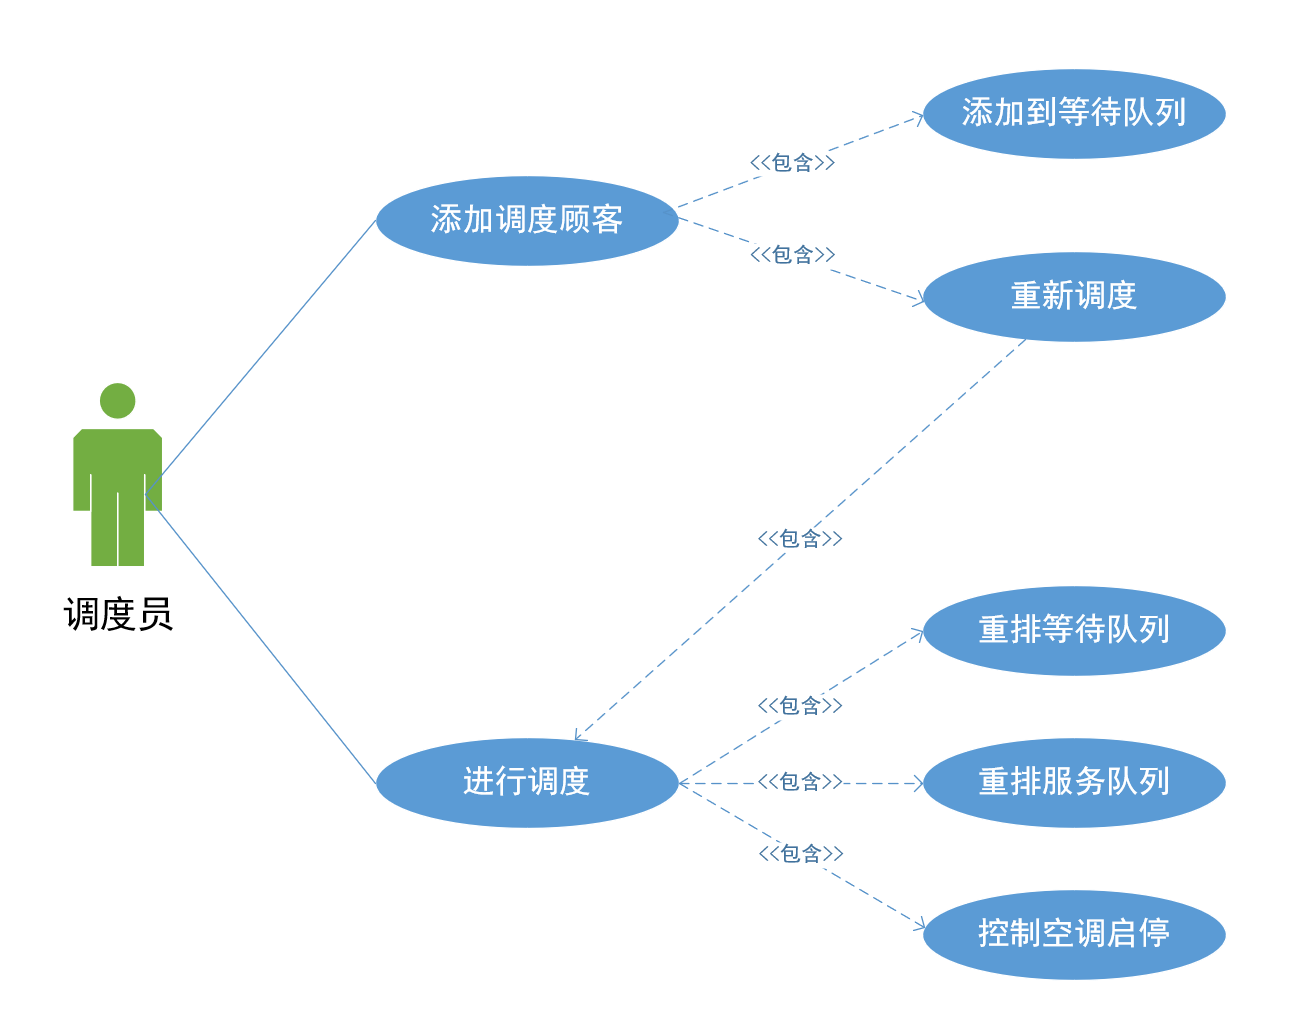 添加到等待队列
<<包含>>
添加调度顾客
<<包含>>
重新调度
<<包含>>
调度员
重排等待队列
<<包含>>
进行调度
<<包含>>
重排服务队列
<<包含>>
控制空调启停